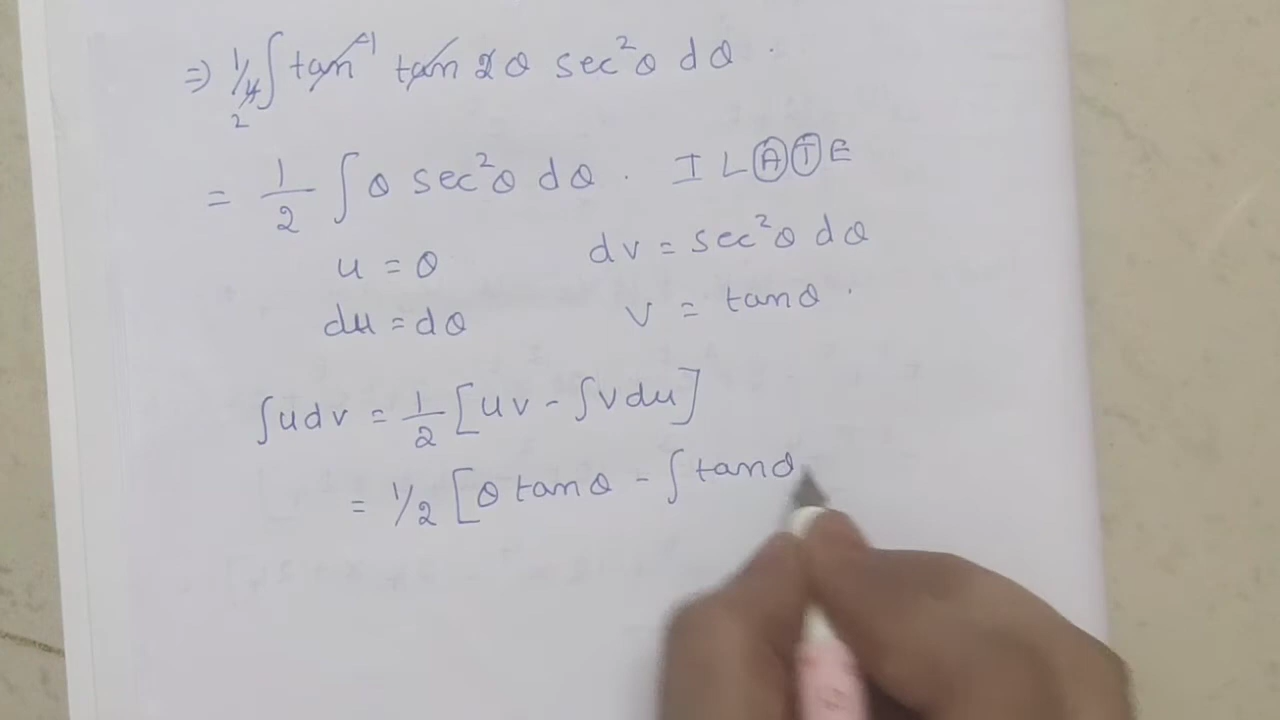 ⇒ 1/4 2 ∫ tan⁻¹ tan 2θ sec²θ dθ .
= 1/2 ∫ θ sec²θ dθ . I L A T E
u = θ dv = sec²θ dθ
du = dθ v = tanθ .
∫udv = 1/2 [uv - ∫vdu]
= 1/2 [θ tanθ - ∫ tanθ